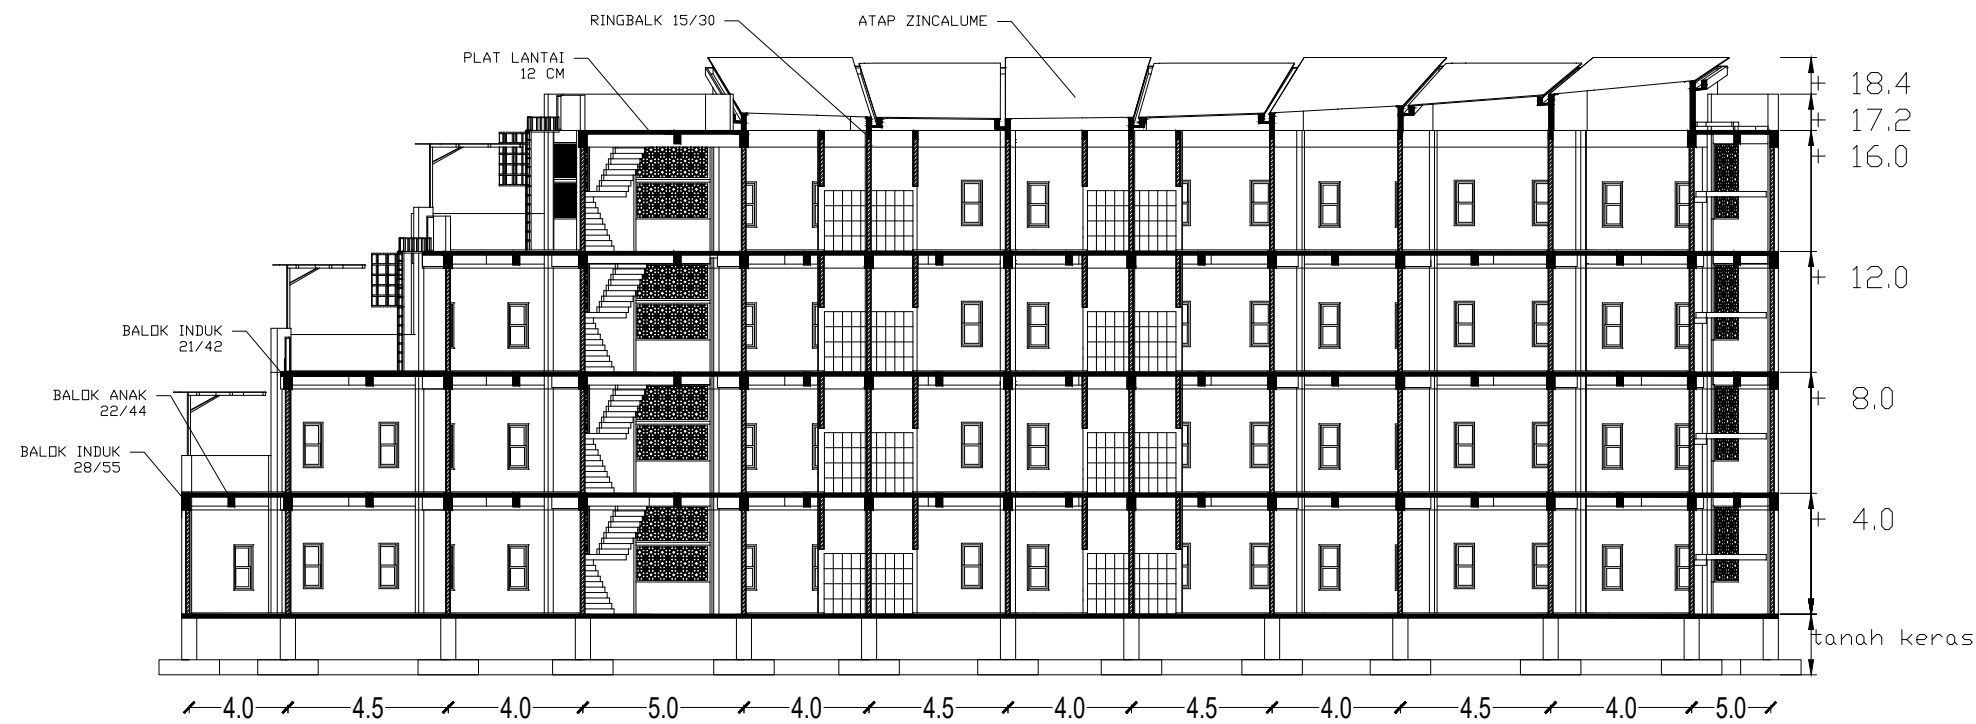 RINGBALK 15/30
ATAP ZINCALUME
PLAT LANTAI
12 CM
+ 18.4
+ 17.2
+ 16.0
+ 12.0
BALOK INDUK
21/42
BALOK ANAK
22/44
+ 8.0
BALOK INDUK
28/55
+ 4.0
tanah keras
4.0 4.5 4.0 5.0 4.0 4.5 4.0 4.5 4.0 4.5 4.0 5.0